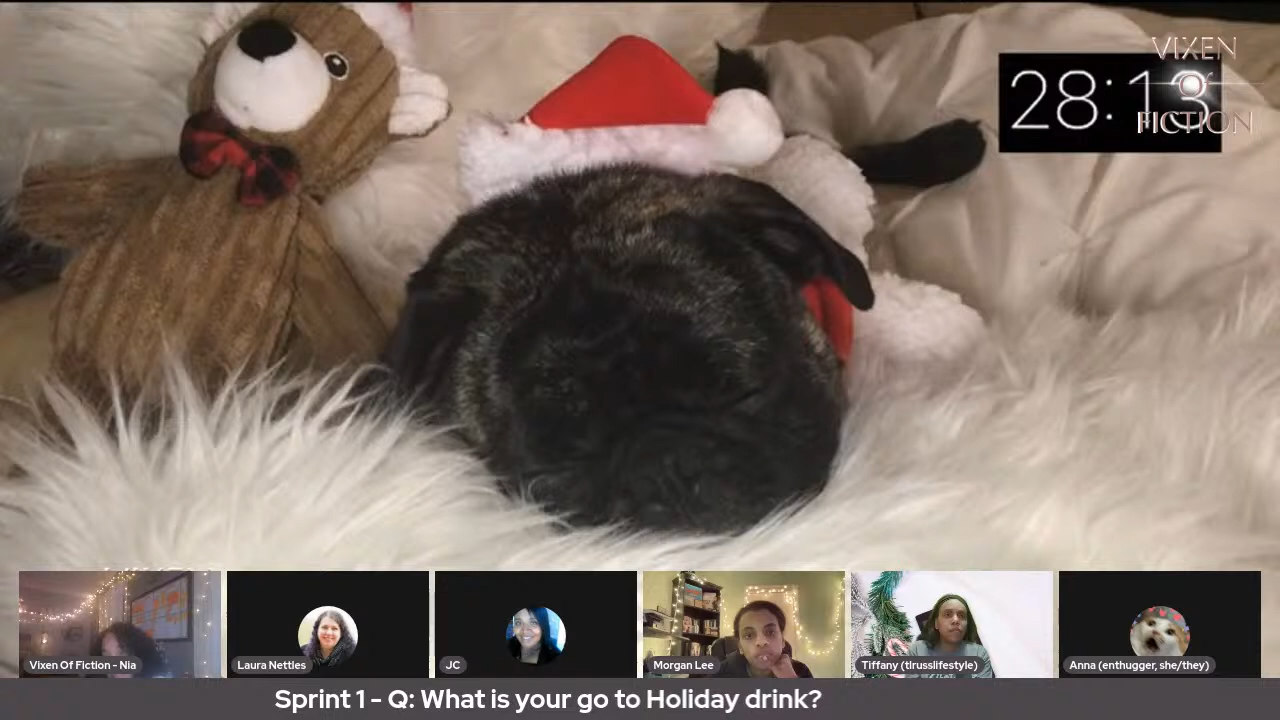 VIXEN
of
FICTION
28:13
Vixen Of Fiction - Nia
Laura Nettles
JC
Morgan Lee
Tiffany (tlrusslifestyle)
Anna (enthugger, she/they)
Sprint 1 - Q: What is your go to Holiday drink?